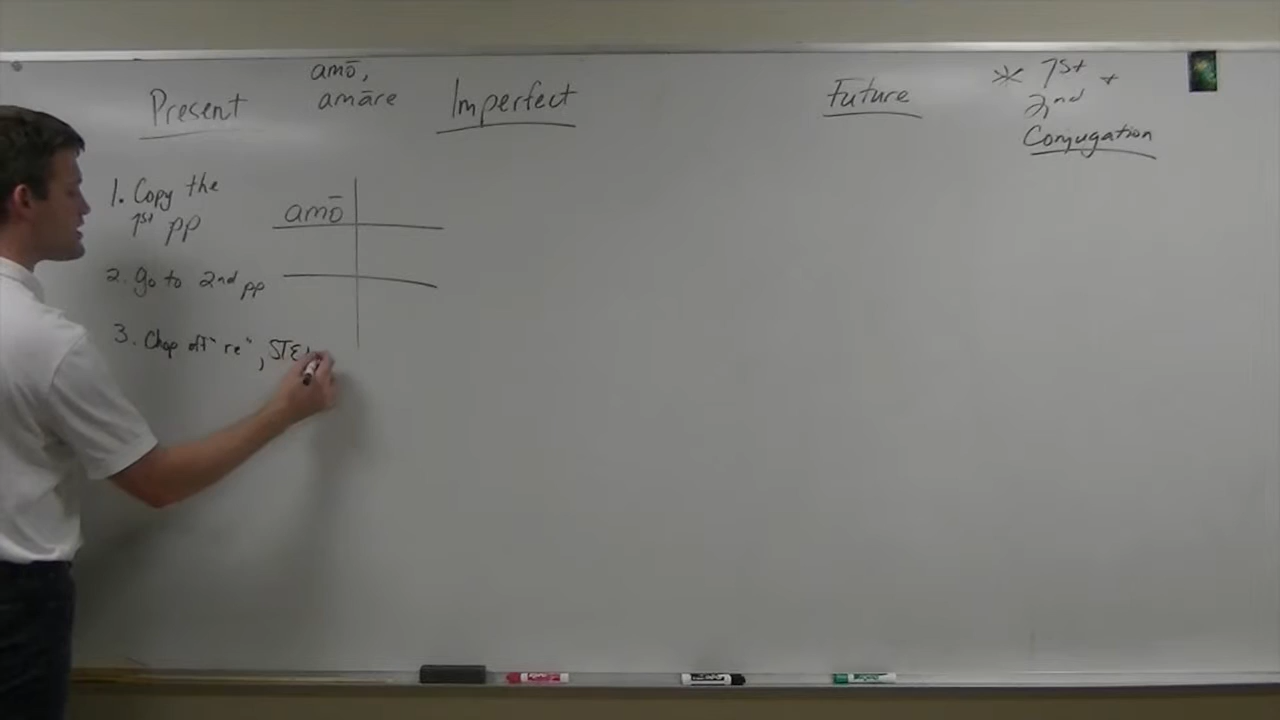 Present
amō,
amāre
Imperfect
Future
* 1st +
2nd
Conjugation
1. Copy the
1st pp
amō
2. Go to 2nd pp
3. Chop off "re", STE